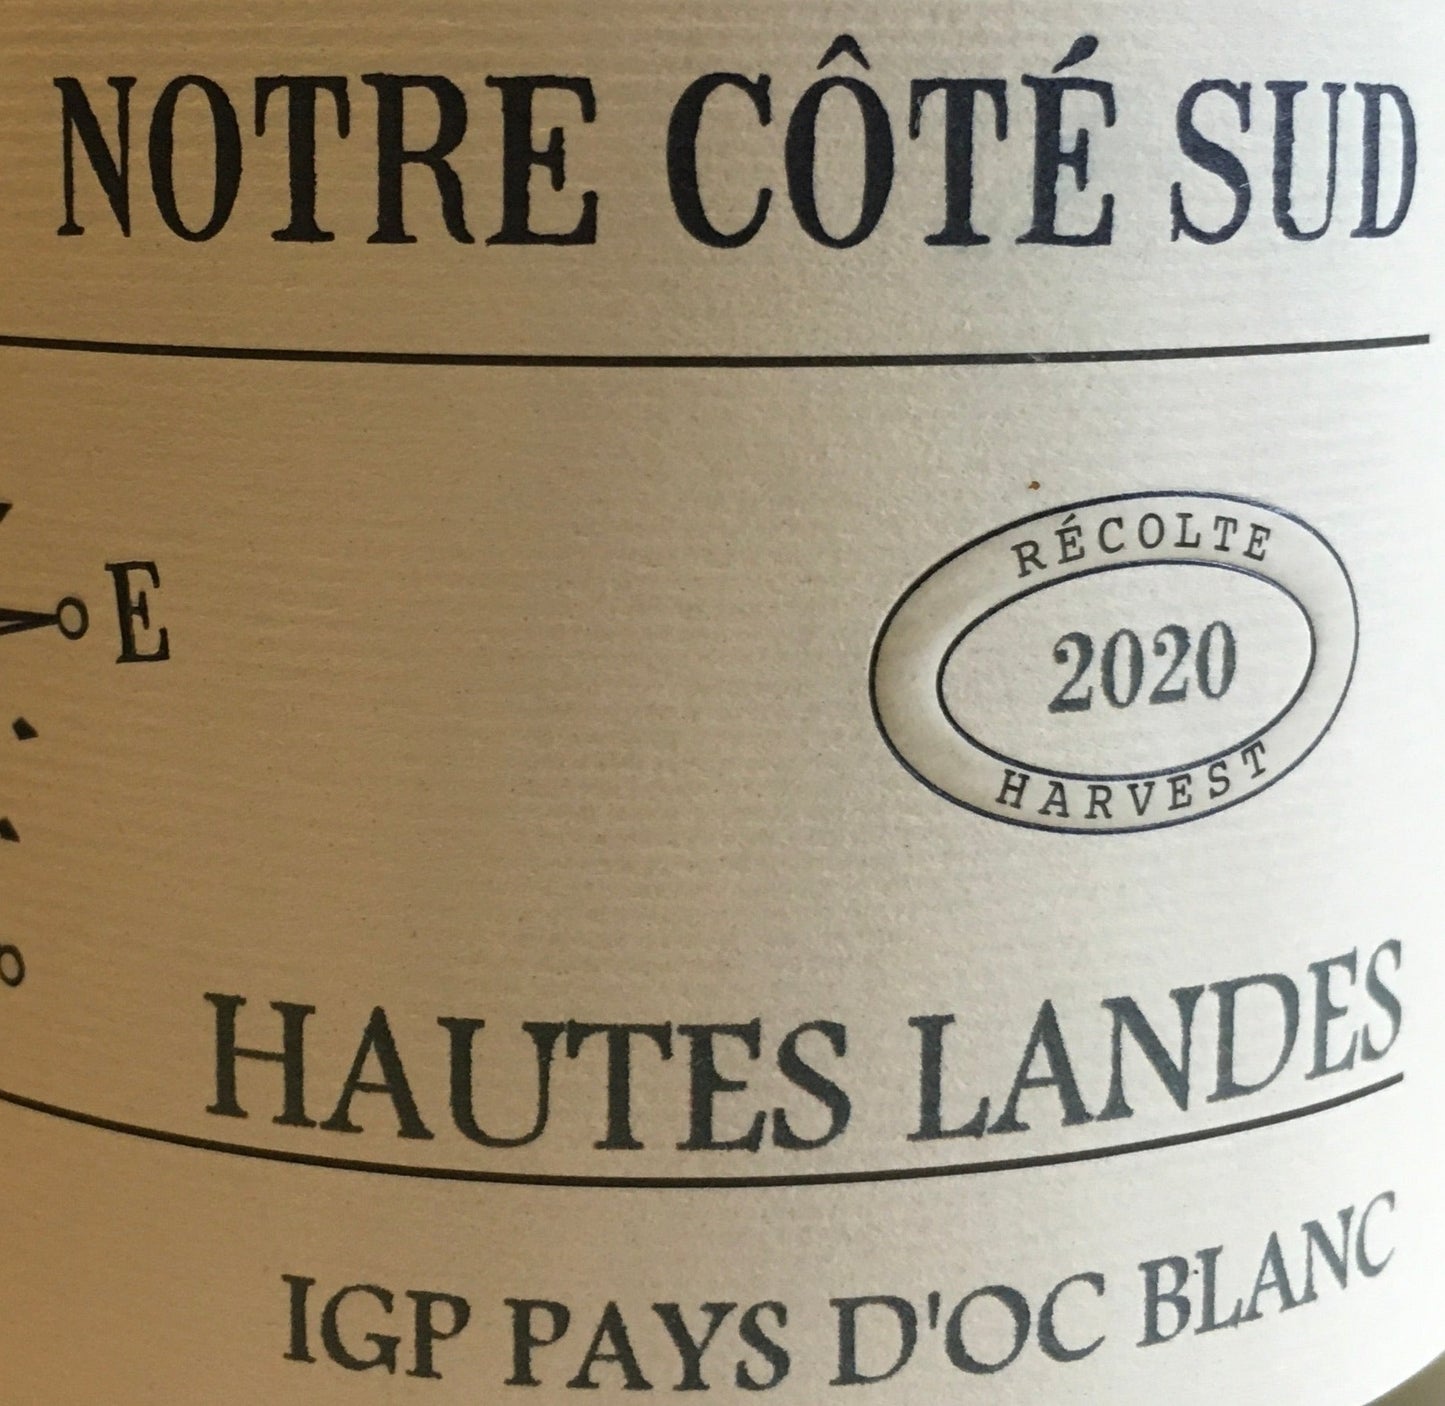 NOTRE CÔTÉ SUD
RÉCOLTE
E
2020
HARVEST
HAUTES LANDES
IGP PAYS D'OC BLANC